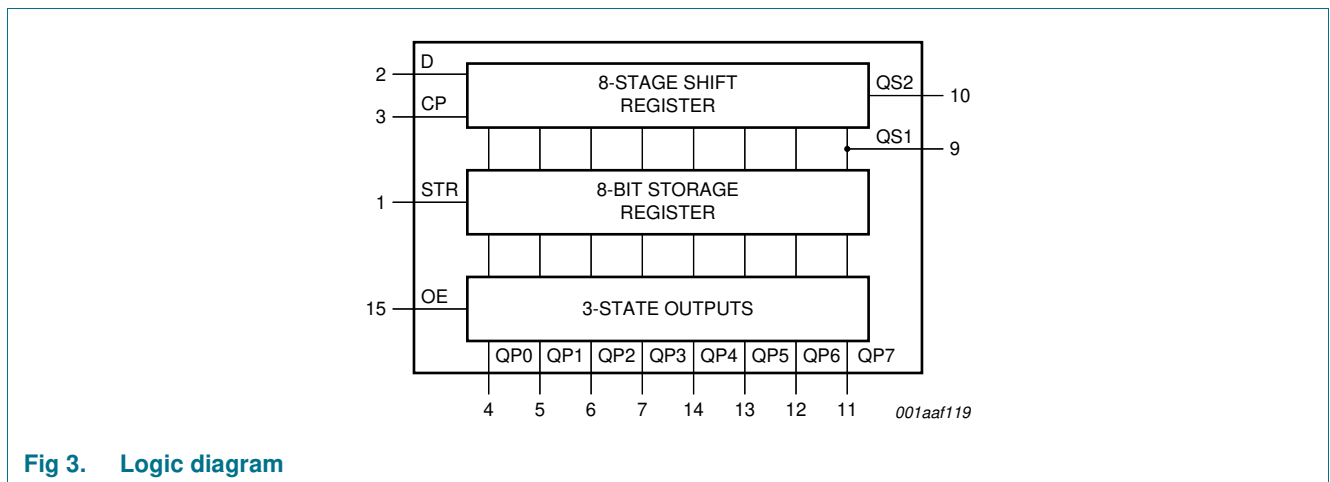 D
2
8-STAGE SHIFT
REGISTER
QS2
10
CP
3
QS1
9
STR
1
8-BIT STORAGE
REGISTER
OE
15
3-STATE OUTPUTS
QP0 QP1 QP2 QP3 QP4 QP5 QP6 QP7
4 5 6 7 14 13 12 11
001aaf119
Fig 3. Logic diagram